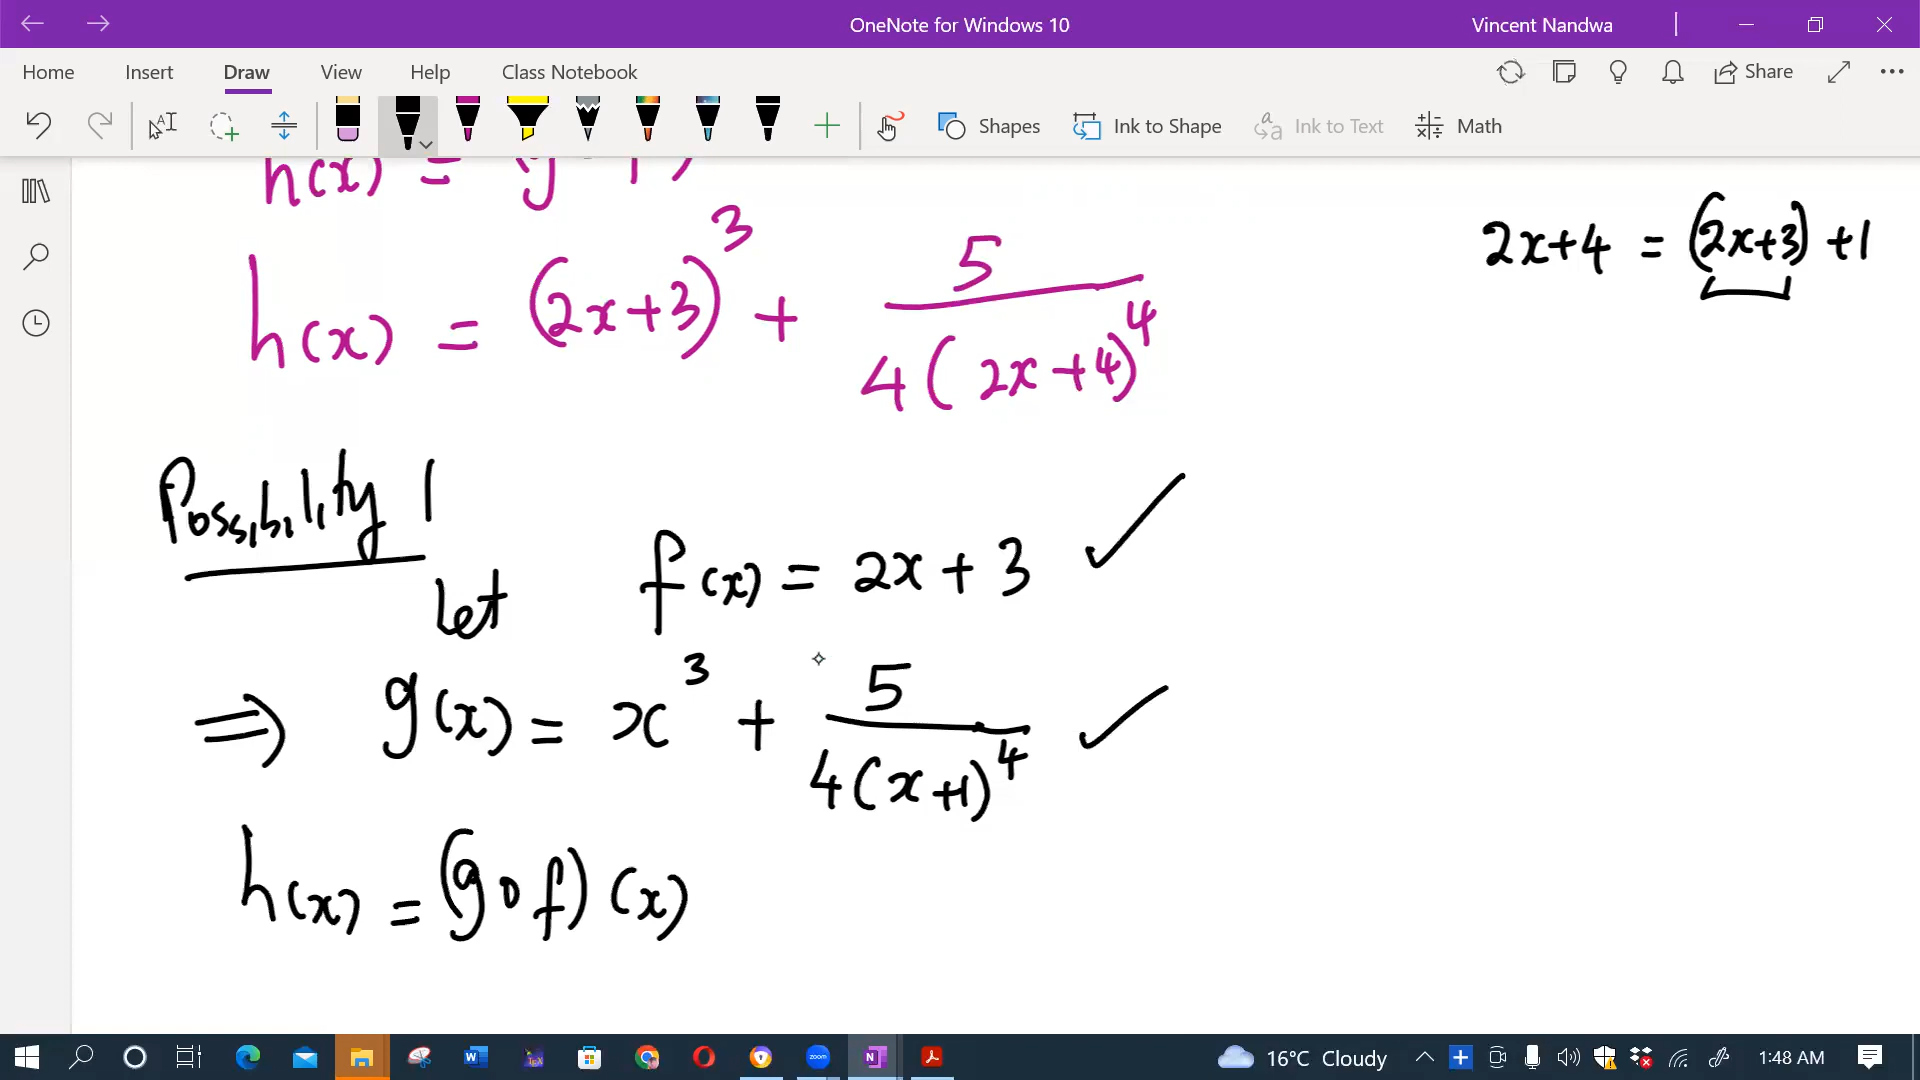 OneNote for Windows 10
Vincent Nandwa
Home Insert Draw View Help Class Notebook
Share
Shapes Ink to Shape Ink to Text Math
h(x) = (g
2x+4 = (2x+3) +1
h(x) = (2x+3)^3 + 5/(4(2x+4)^4)
Possibility 1
let f(x) = 2x + 3 ✓
⇒ g(x) = x^3 + 5/(4(x+1)^4) ✓
h(x) = (g∘f)(x)
16°C Cloudy
1:48 AM